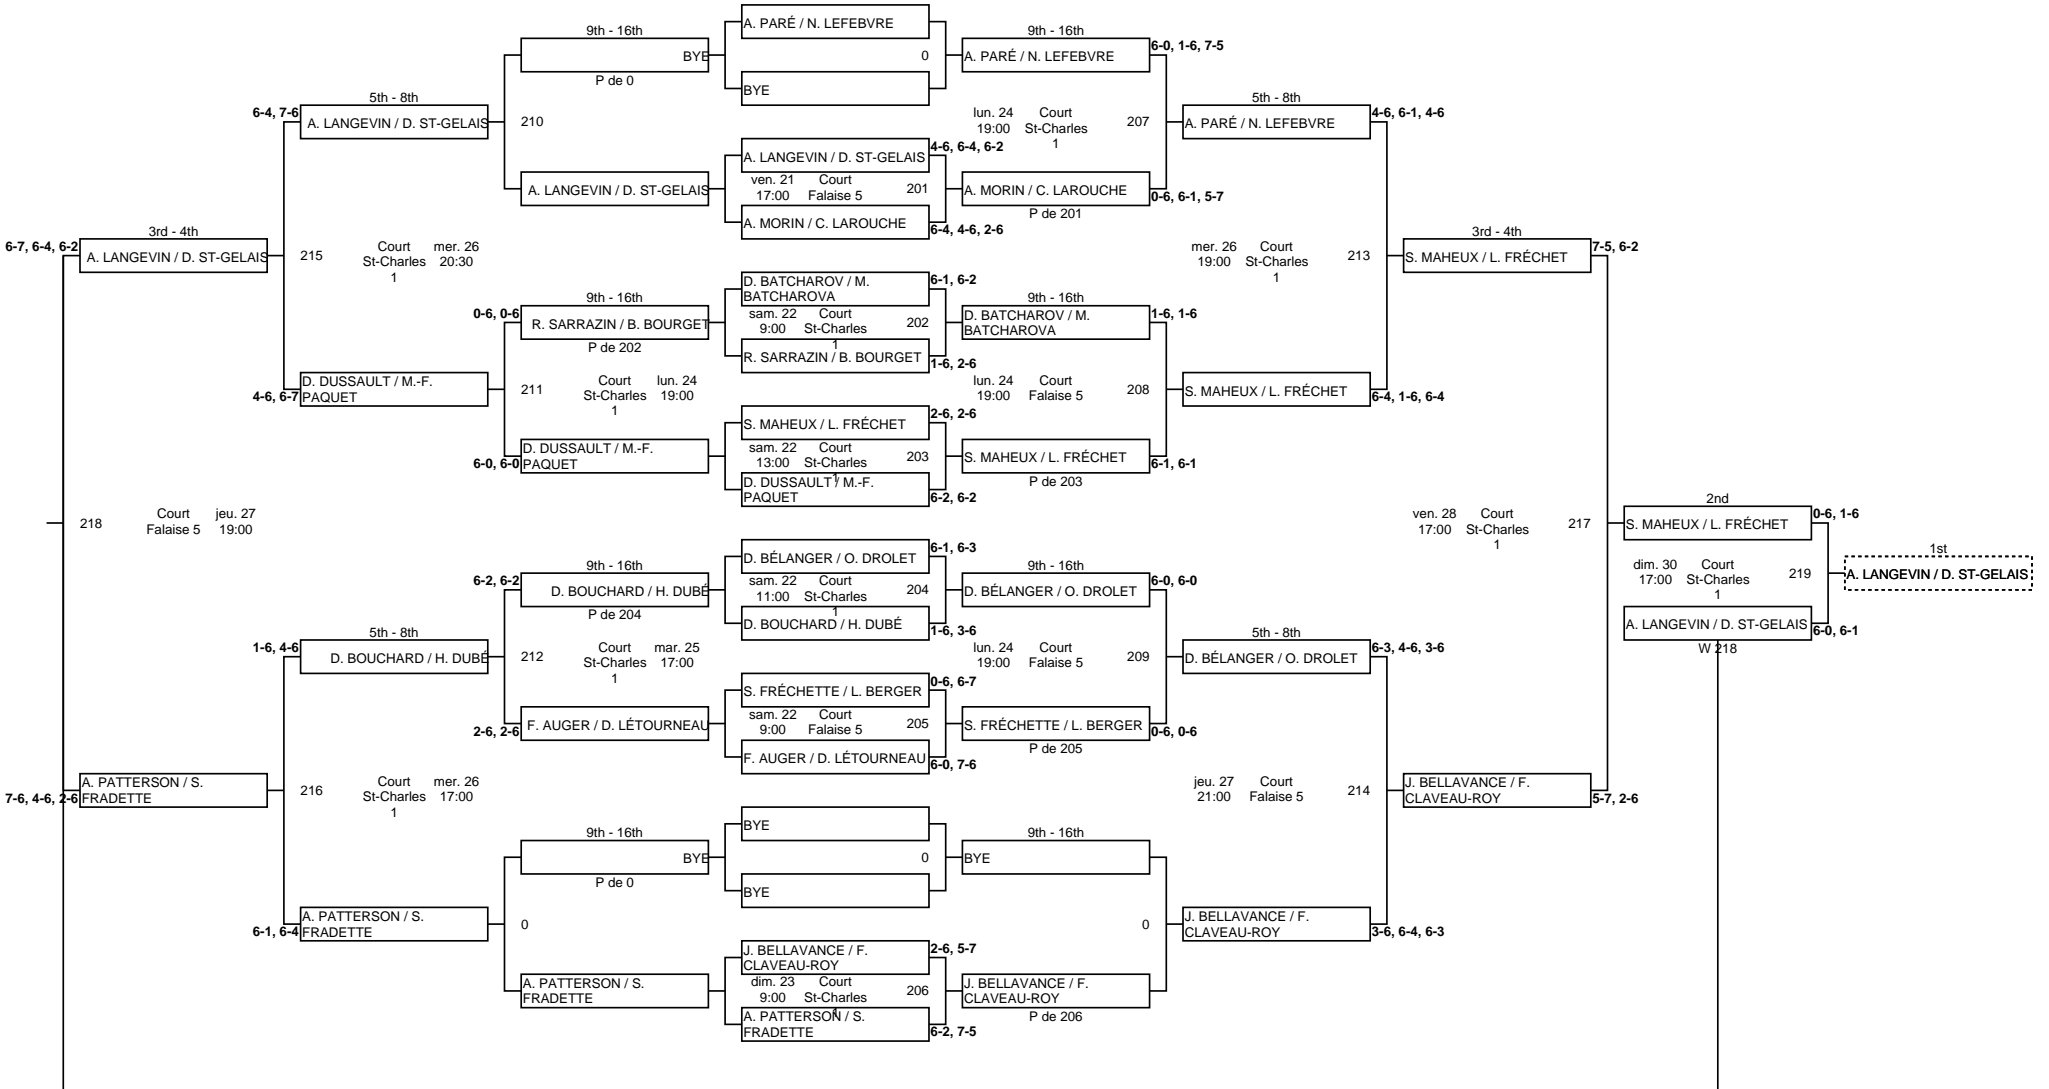 A. PARÉ / N. LEFEBVRE
9th - 16th
9th - 16th
6-0, 1-6, 7-5
BYE
0
A. PARÉ / N. LEFEBVRE
P de 0
BYE
5th - 8th
5th - 8th
6-4, 7-6
lun. 24 Court
4-6, 6-1, 4-6
A. LANGEVIN / D. ST-GELAIS
210
19:00 St-Charles
207
A. PARÉ / N. LEFEBVRE
1
4-6, 6-4, 6-2
A. LANGEVIN / D. ST-GELAIS
ven. 21 Court
A. LANGEVIN / D. ST-GELAIS
17:00 Falaise 5
201
A. MORIN / C. LAROUCHE
0-6, 6-1, 5-7
P de 201
A. MORIN / C. LAROUCHE
6-4, 4-6, 2-6
3rd - 4th
3rd - 4th
6-7, 6-4, 6-2
Court mer. 26
mer. 26 Court
7-5, 6-2
A. LANGEVIN / D. ST-GELAIS
215
St-Charles 20:30
19:00 St-Charles
213
S. MAHEUX / L. FRÉCHET
1
1
D. BATCHAROV / M.
BATCHAROVA
6-1, 6-2
9th - 16th
9th - 16th
0-6, 0-6
sam. 22 Court
1-6, 1-6
R. SARRAZIN / B. BOURGET
9:00 St-Charles
202
D. BATCHAROV / M.
BATCHAROVA
P de 202
1
R. SARRAZIN / B. BOURGET
1-6, 2-6
D. DUSSAULT / M.-F.
PAQUET
4-6, 6-7
211
Court lun. 24
St-Charles 19:00
1
lun. 24 Court
19:00 Falaise 5
208
S. MAHEUX / L. FRÉCHET
6-4, 1-6, 6-4
2-6, 2-6
S. MAHEUX / L. FRÉCHET
D. DUSSAULT / M.-F.
PAQUET
6-0, 6-0
sam. 22 Court
13:00 St-Charles
203
1
S. MAHEUX / L. FRÉCHET
6-1, 6-1
P de 203
D. DUSSAULT / M.-F.
PAQUET
6-2, 6-2
218
Court jeu. 27
Falaise 5 19:00
ven. 28 Court
17:00 St-Charles
1
217
2nd
S. MAHEUX / L. FRÉCHET
0-6, 1-6
D. BÉLANGER / O. DROLET
6-1, 6-3
1st
dim. 30 Court
17:00 St-Charles
1
219
A. LANGEVIN / D. ST-GELAIS
9th - 16th
9th - 16th
6-2, 6-2
D. BOUCHARD / H. DUBÉ
P de 204
sam. 22 Court
11:00 St-Charles
204
1
D. BÉLANGER / O. DROLET
6-0, 6-0
D. BOUCHARD / H. DUBÉ
1-6, 3-6
A. LANGEVIN / D. ST-GELAIS
6-0, 6-1
W 218
5th - 8th
5th - 8th
1-6, 4-6
D. BOUCHARD / H. DUBÉ
212
Court mar. 25
St-Charles 17:00
1
lun. 24 Court
19:00 Falaise 5
209
D. BÉLANGER / O. DROLET
6-3, 4-6, 3-6
0-6, 6-7
S. FRÉCHETTE / L. BERGER
F. AUGER / D. LÉTOURNEAU
2-6, 2-6
sam. 22 Court
9:00 Falaise 5
205
S. FRÉCHETTE / L. BERGER
0-6, 0-6
P de 205
F. AUGER / D. LÉTOURNEAU
6-0, 7-6
A. PATTERSON / S.
FRADETTE
7-6, 4-6, 2-6
216
Court mer. 26
St-Charles 17:00
1
jeu. 27 Court
21:00 Falaise 5
214
J. BELLAVANCE / F.
CLAVEAU-ROY
5-7, 2-6
BYE
9th - 16th
9th - 16th
BYE
0
BYE
P de 0
BYE
A. PATTERSON / S.
FRADETTE
6-1, 6-4
0
0
J. BELLAVANCE / F.
CLAVEAU-ROY
3-6, 6-4, 6-3
J. BELLAVANCE / F.
CLAVEAU-ROY
2-6, 5-7
A. PATTERSON / S.
FRADETTE
dim. 23 Court
9:00 St-Charles
206
1
J. BELLAVANCE / F.
CLAVEAU-ROY
P de 206
A. PATTERSON / S.
FRADETTE
6-2, 7-5